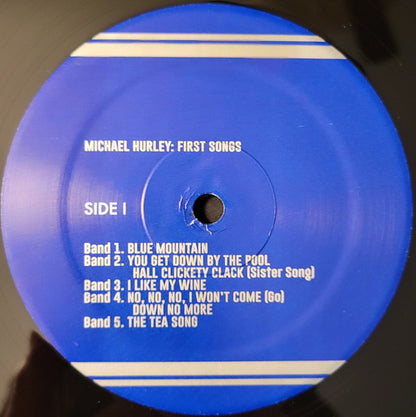 MICHAEL HURLEY: FIRST SONGS
SIDE I
Band 1. BLUE MOUNTAIN
Band 2. YOU GET DOWN BY THE POOL
HALL CLICKETY CLACK (Sister Song)
Band 3. I LIKE MY WINE
Band 4. NO, NO, NO, I WON'T COME (Go)
DOWN NO MORE
Band 5. THE TEA SONG